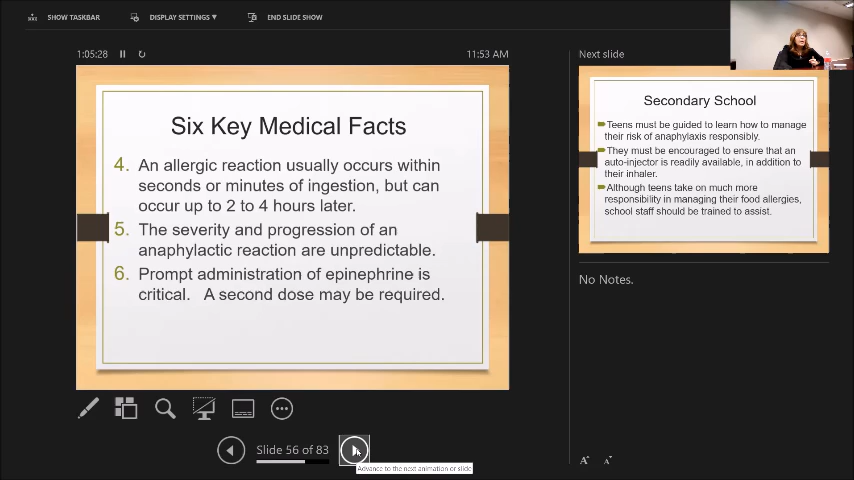 SHOW TASKBAR
DISPLAY SETTINGS ▼
END SLIDE SHOW
1:05:28
11:53 AM
Six Key Medical Facts
4. An allergic reaction usually occurs within
seconds or minutes of ingestion, but can
occur up to 2 to 4 hours later.
5. The severity and progression of an
anaphylactic reaction are unpredictable.
6. Prompt administration of epinephrine is
critical. A second dose may be required.
Slide 56 of 83
Advance to the next animation or slide
Next slide
Secondary School
Teens must be guided to learn how to manage
their risk of anaphylaxis responsibly.
They must be encouraged to ensure that an
auto-injector is readily available, in addition to
their inhaler.
Although teens take on much more
responsibility in managing their food allergies,
school staff should be trained to assist.
No Notes.
A A